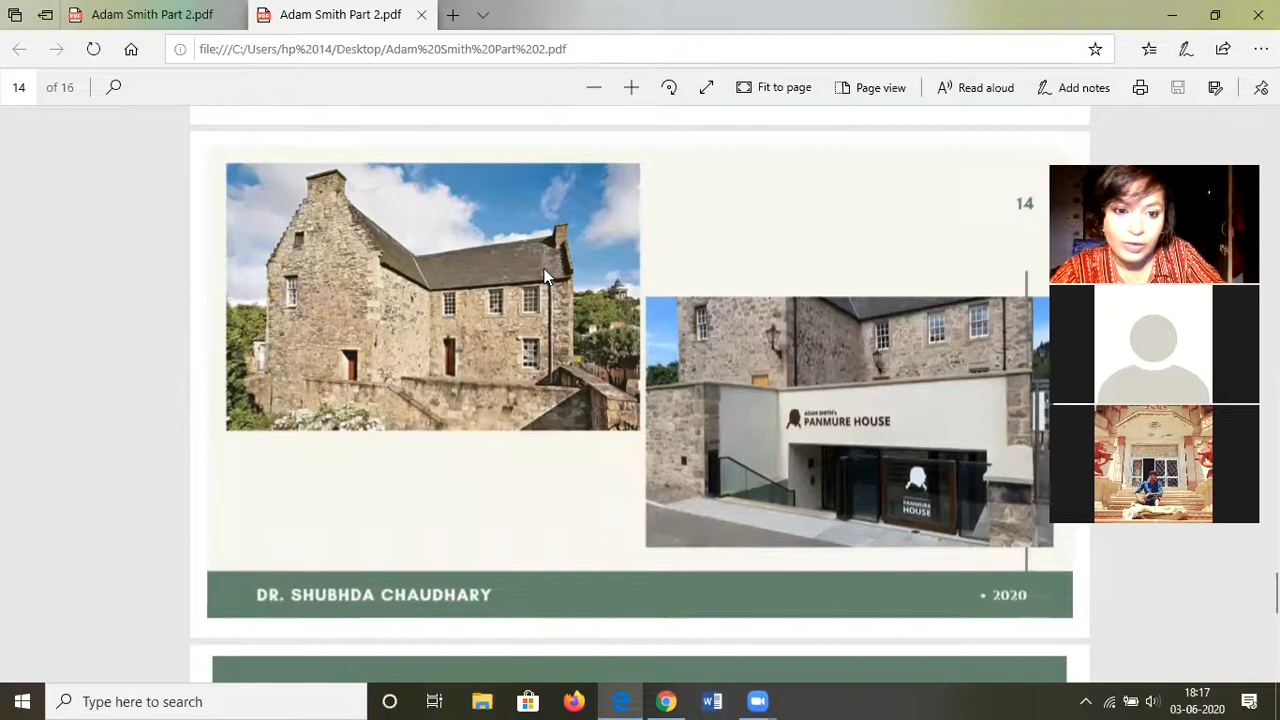 Adam Smith Part 2.pdf
Adam Smith Part 2.pdf
file:///C:/Users/hp%2014/Desktop/Adam%20Smith%20Part%202.pdf
14
of 16
Fit to page
Page view
Read aloud
Add notes
14
ADAM SMITH's
PANMURE HOUSE
PANMURE
HOUSE
DR. SHUBHDA CHAUDHARY
• 2020
Type here to search
18:17
03-06-2020